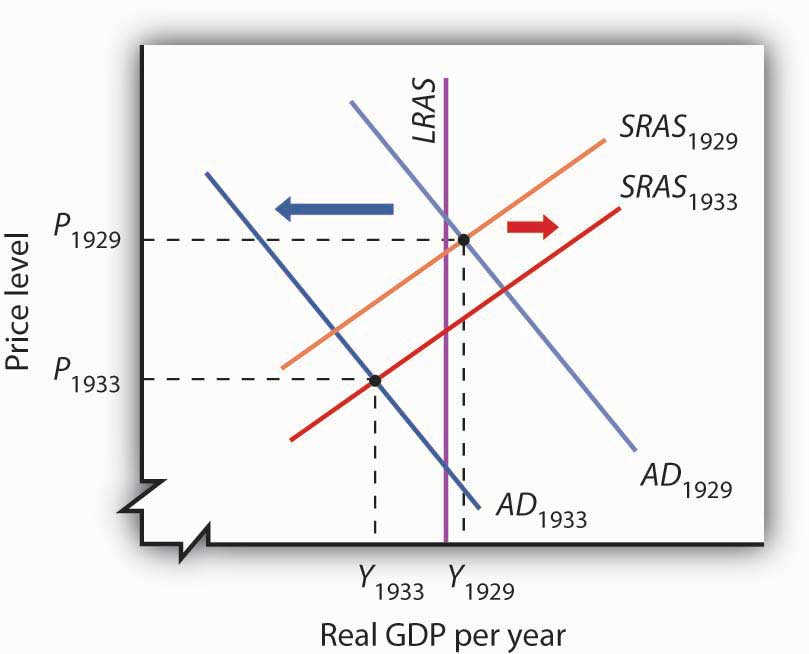 LRAS
SRAS1929
SRAS1933
P1929
Price level
P1933
AD1929
AD1933
Y1933 Y1929
Real GDP per year